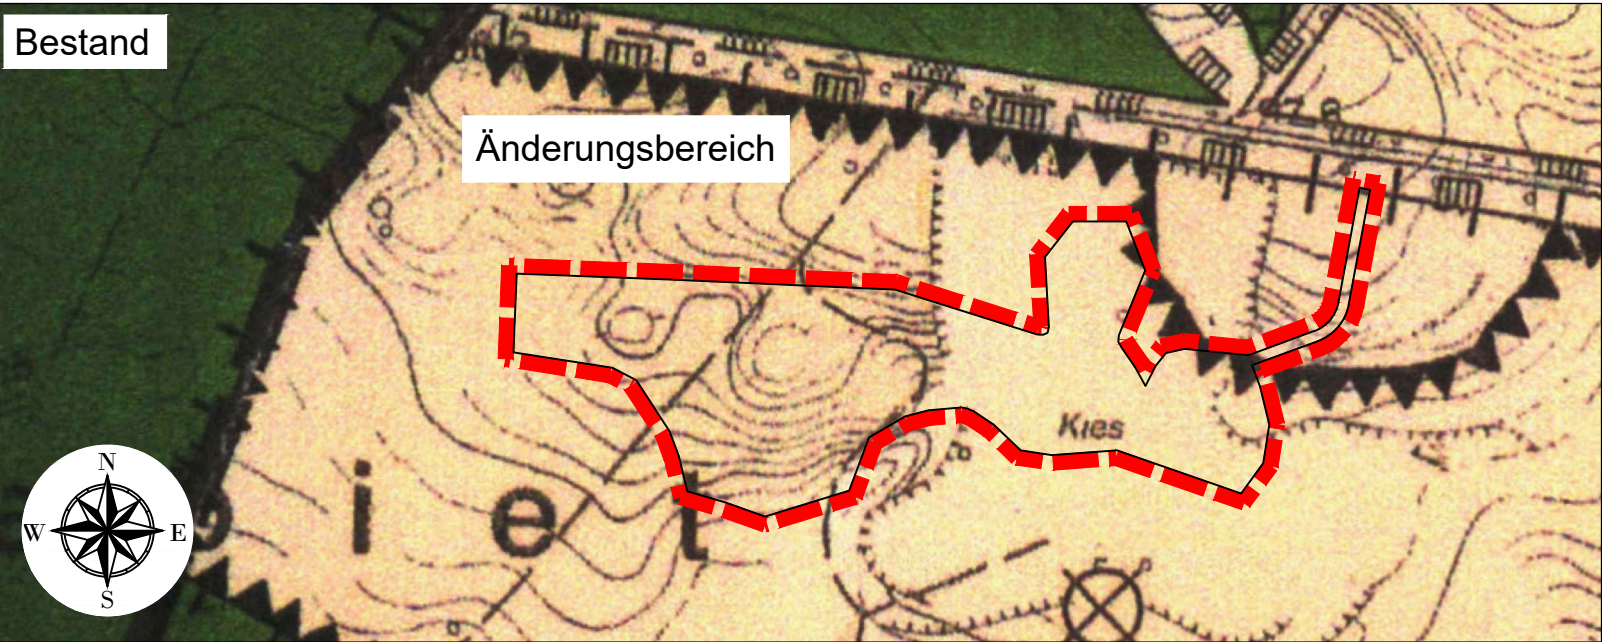 Bestand
Änderungsbereich
Kies
N
W E
S
i e t